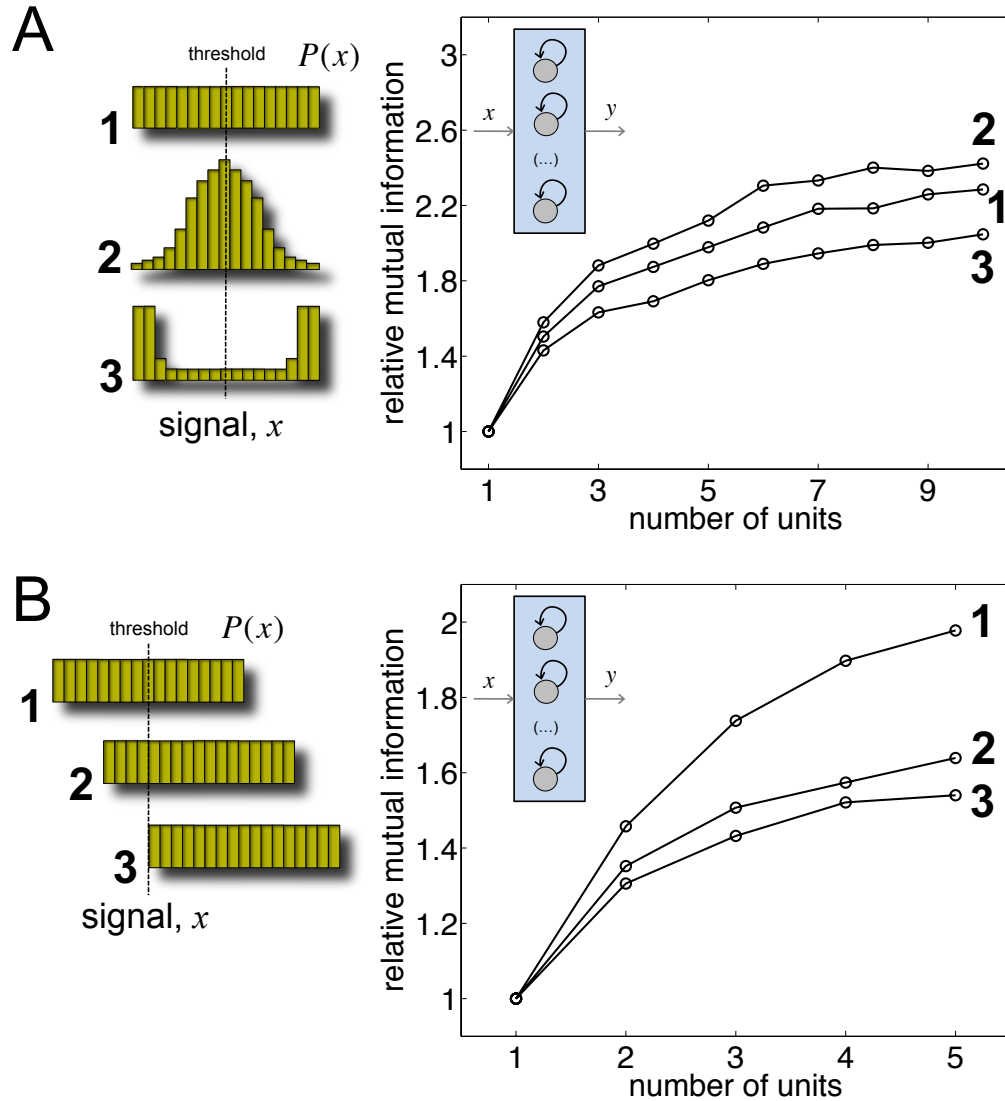 A
threshold
P(x)
1
2
3
signal, x
relative mutual information
3
2.6
2.2
1.8
1.4
1
x
y
(...)
2
1
3
1
3
5
7
9
number of units
B
threshold
P(x)
1
2
3
signal, x
relative mutual information
2
1.8
1.6
1.4
1.2
1
x
y
(...)
1
2
3
1
2
3
4
5
number of units